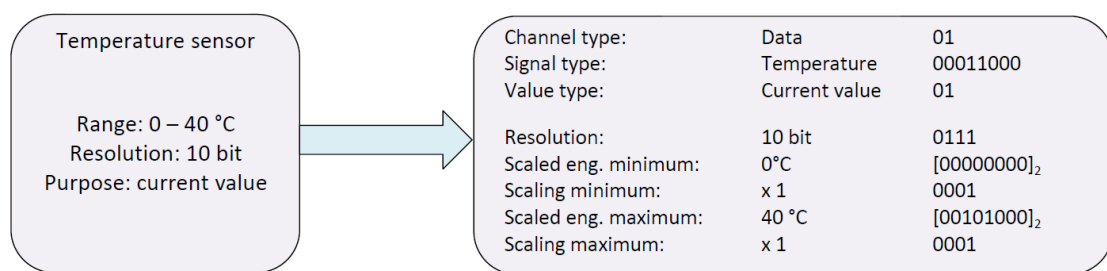 Temperature sensor
Range: 0 – 40 °C
Resolution: 10 bit
Purpose: current value
Channel type: Data 01
Signal type: Temperature 00011000
Value type: Current value 01
Resolution: 10 bit 0111
Scaled eng. minimum: 0°C [00000000]₂
Scaling minimum: x 1 0001
Scaled eng. maximum: 40 °C [00101000]₂
Scaling maximum: x 1 0001